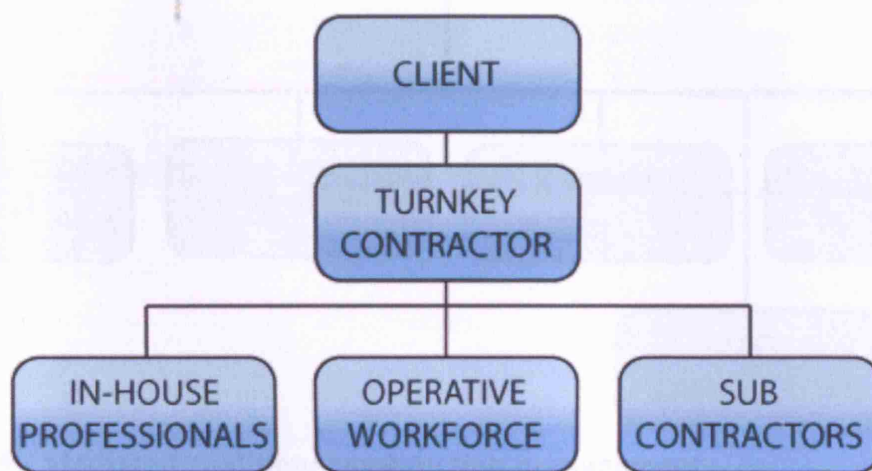 CLIENT
TURNKEY
CONTRACTOR
IN-HOUSE
PROFESSIONALS
OPERATIVE
WORKFORCE
SUB
CONTRACTORS